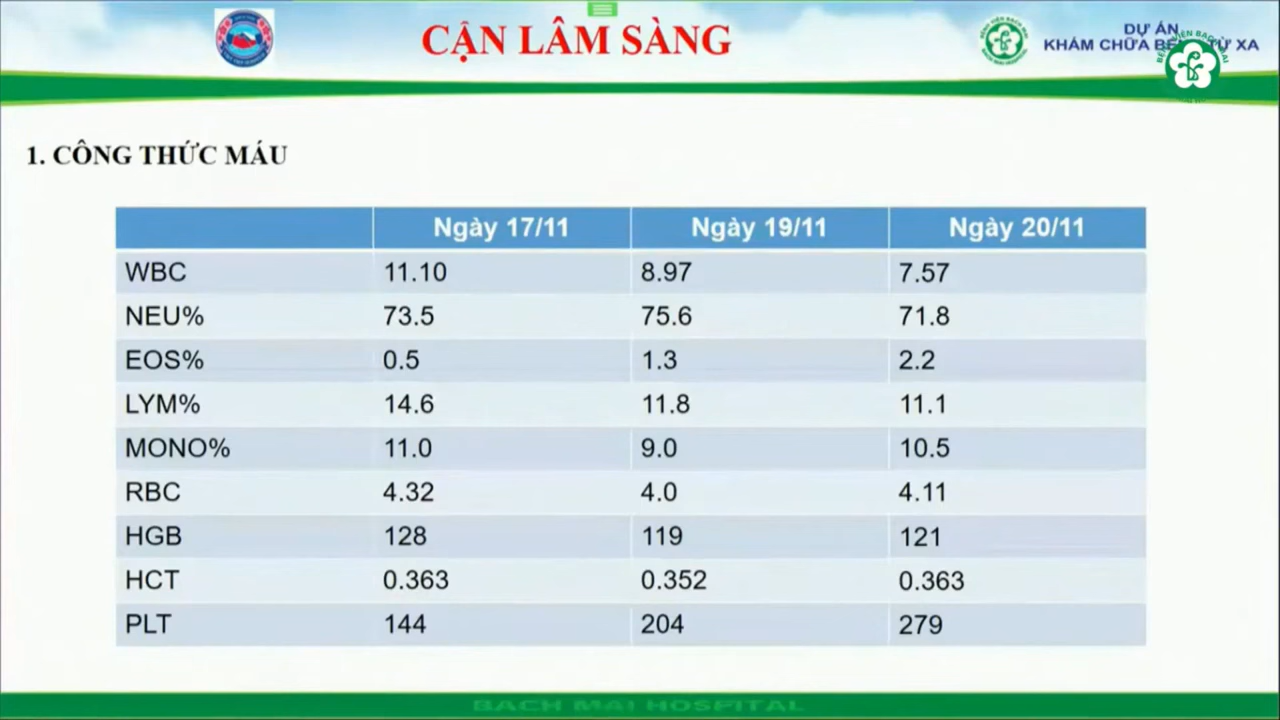 CẬN LÂM SÀNG
DỰ ÁN
KHÁM CHỮA BỆNH TỪ XA
1. CÔNG THỨC MÁU
Ngày 17/11 Ngày 19/11 Ngày 20/11
WBC 11.10 8.97 7.57
NEU% 73.5 75.6 71.8
EOS% 0.5 1.3 2.2
LYM% 14.6 11.8 11.1
MONO% 11.0 9.0 10.5
RBC 4.32 4.0 4.11
HGB 128 119 121
HCT 0.363 0.352 0.363
PLT 144 204 279
BACH MAI HOSPITAL